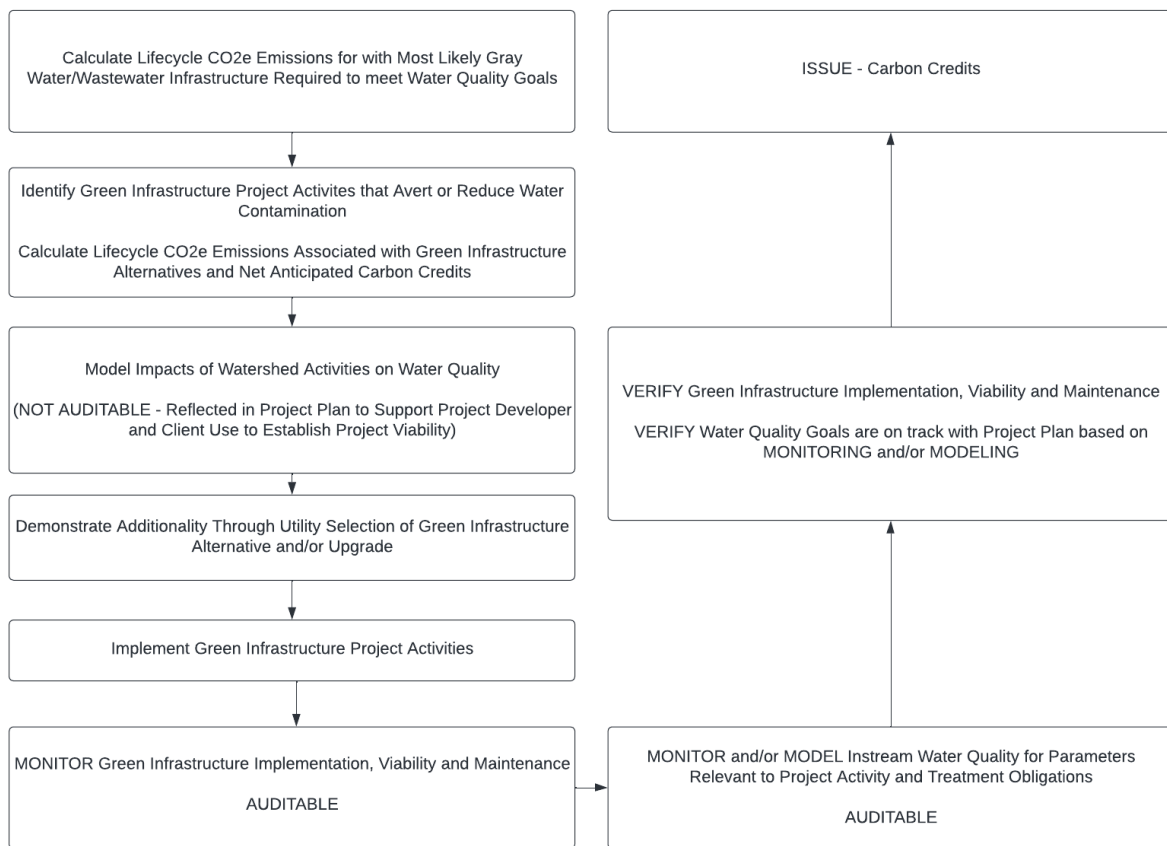 Calculate Lifecycle CO2e Emissions for with Most Likely Gray
Water/Wastewater Infrastructure Required to meet Water Quality Goals
Identify Green Infrastructure Project Activites that Avert or Reduce Water
Contamination
Calculate Lifecycle CO2e Emissions Associated with Green Infrastructure
Alternatives and Net Anticipated Carbon Credits
Model Impacts of Watershed Activities on Water Quality
(NOT AUDITABLE - Reflected in Project Plan to Support Project Developer
and Client Use to Establish Project Viability)
Demonstrate Additionality Through Utility Selection of Green Infrastructure
Alternative and/or Upgrade
Implement Green Infrastructure Project Activities
MONITOR Green Infrastructure Implementation, Viability and Maintenance
AUDITABLE
MONITOR and/or MODEL Instream Water Quality for Parameters
Relevant to Project Activity and Treatment Obligations
AUDITABLE
VERIFY Green Infrastructure Implementation, Viability and Maintenance
VERIFY Water Quality Goals are on track with Project Plan based on
MONITORING and/or MODELING
ISSUE - Carbon Credits